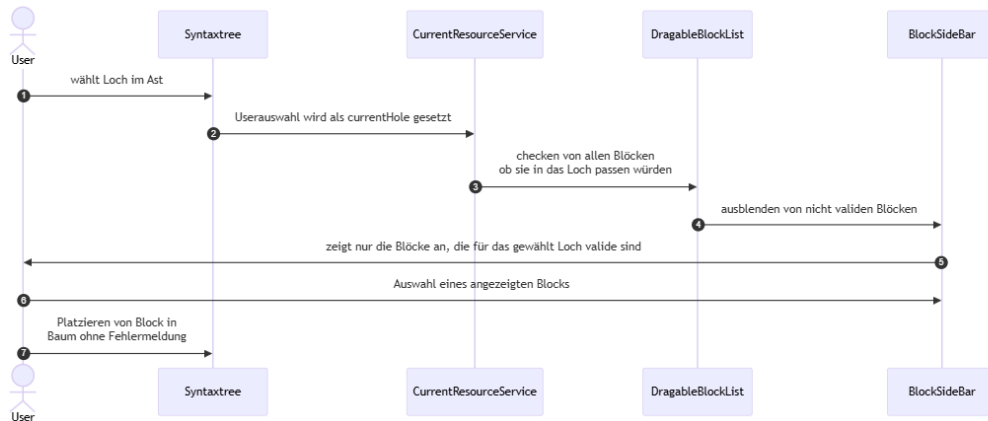 User
Syntaxtree
CurrentResourceService
DragableBlockList
BlockSideBar
wählt Loch im Ast
1
Userauswahl wird als currentHole gesetzt
2
checken von allen Blöcken
ob sie in das Loch passen würden
3
ausblenden von nicht validen Blöcken
4
zeigt nur die Blöcke an, die für das gewählt Loch valide sind
5
Auswahl eines angezeigten Blocks
6
Platzieren von Block in
Baum ohne Fehlermeldung
7
User
Syntaxtree
CurrentResourceService
DragableBlockList
BlockSideBar